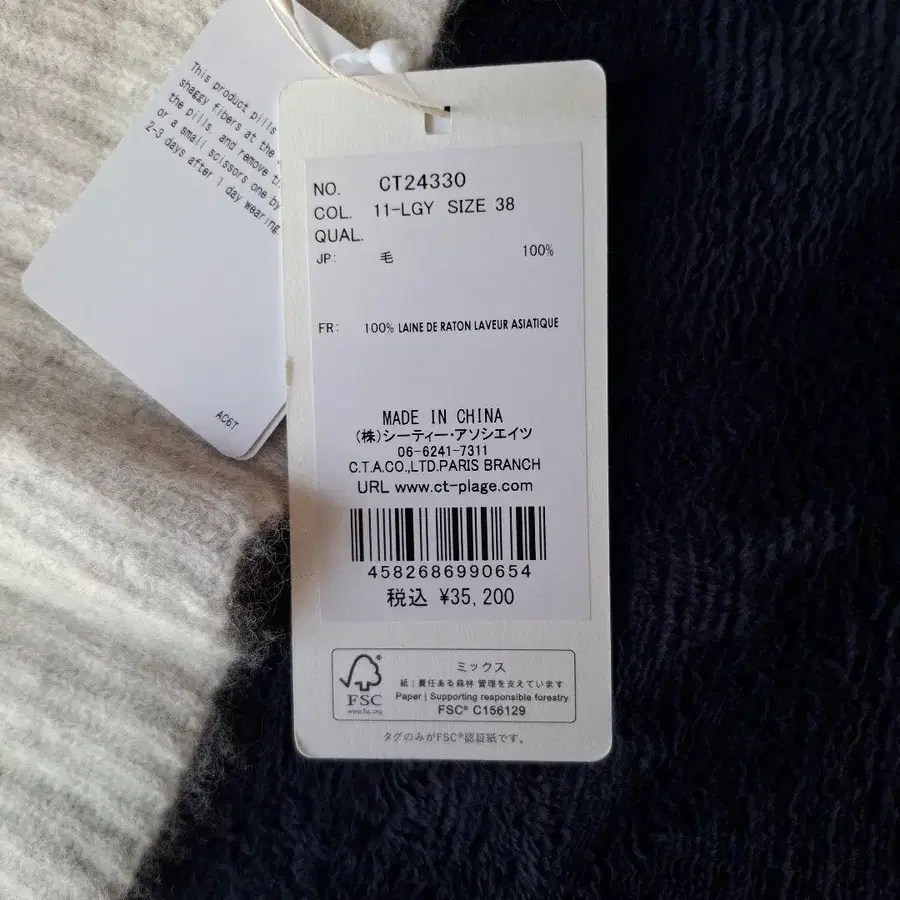 This product pills
shaggy fibers at the
the pills, and remove th
or a small scissors one by
2-3 days after 1 day wearing.
AC6T
NO. CT24330
COL. 11-LGY SIZE 38
QUAL.
JP: 毛 100%
FR: 100% LAINE DE RATON LAVEUR ASIATIQUE
MADE IN CHINA
(株)シーティー・アソシエイツ
06-6241-7311
C.T.A.CO.,LTD.PARIS BRANCH
URL www.ct-plage.com
4582686990654
税込 ¥35,200
FSC®
www.fsc.org
ミックス
紙|責任ある森林 管理を支えています
Paper | Supporting responsible forestry
FSC® C156129
タグのみがFSC®認証紙です。